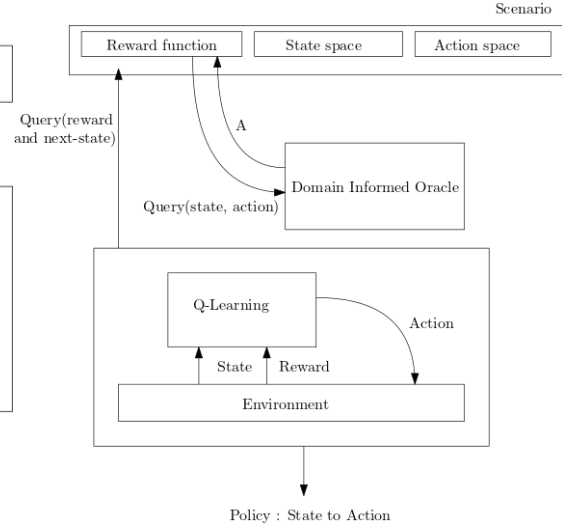 Scenario
Reward function
State space
Action space
Query(reward
and next-state)
A
Domain Informed Oracle
Query(state, action)
Q-Learning
Action
State
Reward
Environment
Policy : State to Action